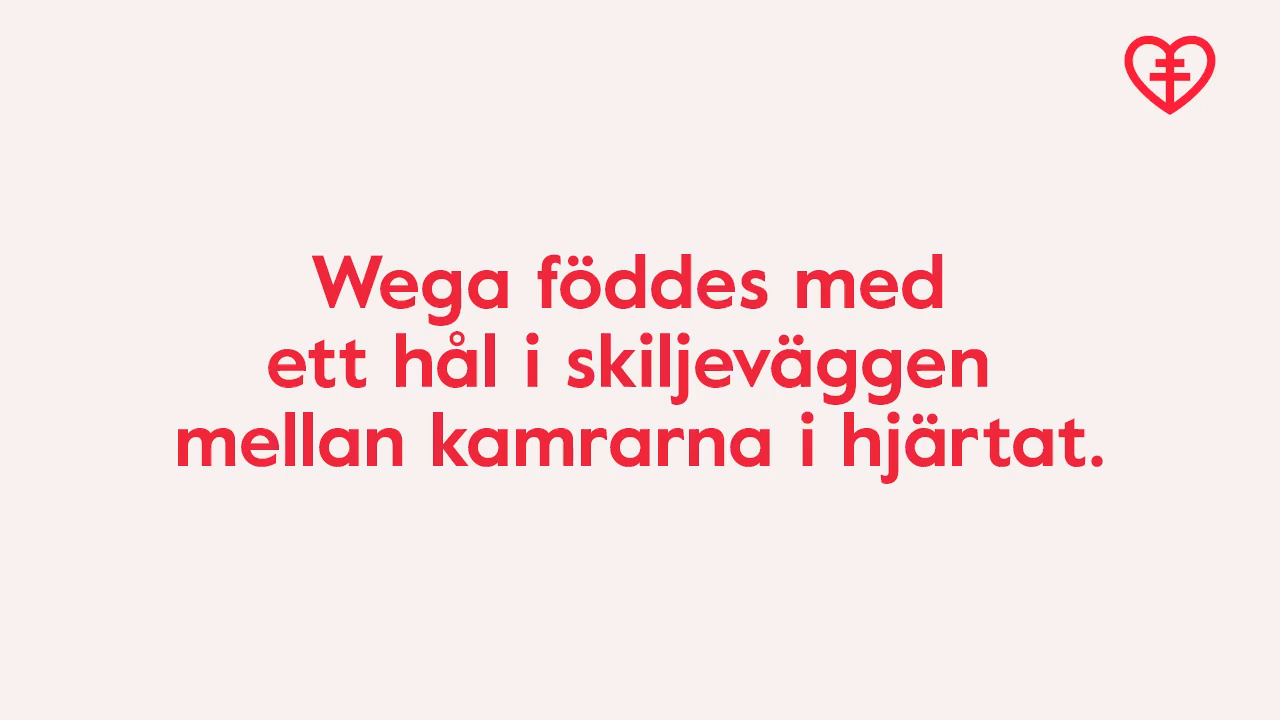 Wega föddes med
ett hål i skiljeväggen
mellan kamrarna i hjärtat.